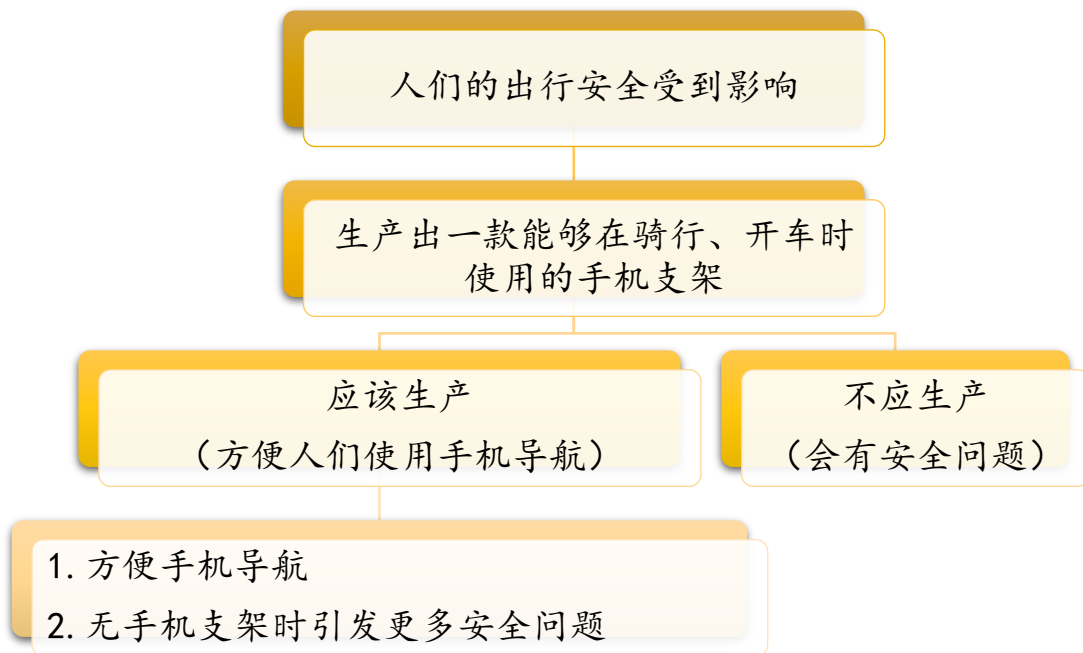 人们的出行安全受到影响
生产出一款能够在骑行、开车时
使用的手机支架
应该生产
（方便人们使用手机导航）
不应生产
（会有安全问题）
1.方便手机导航
2.无手机支架时引发更多安全问题